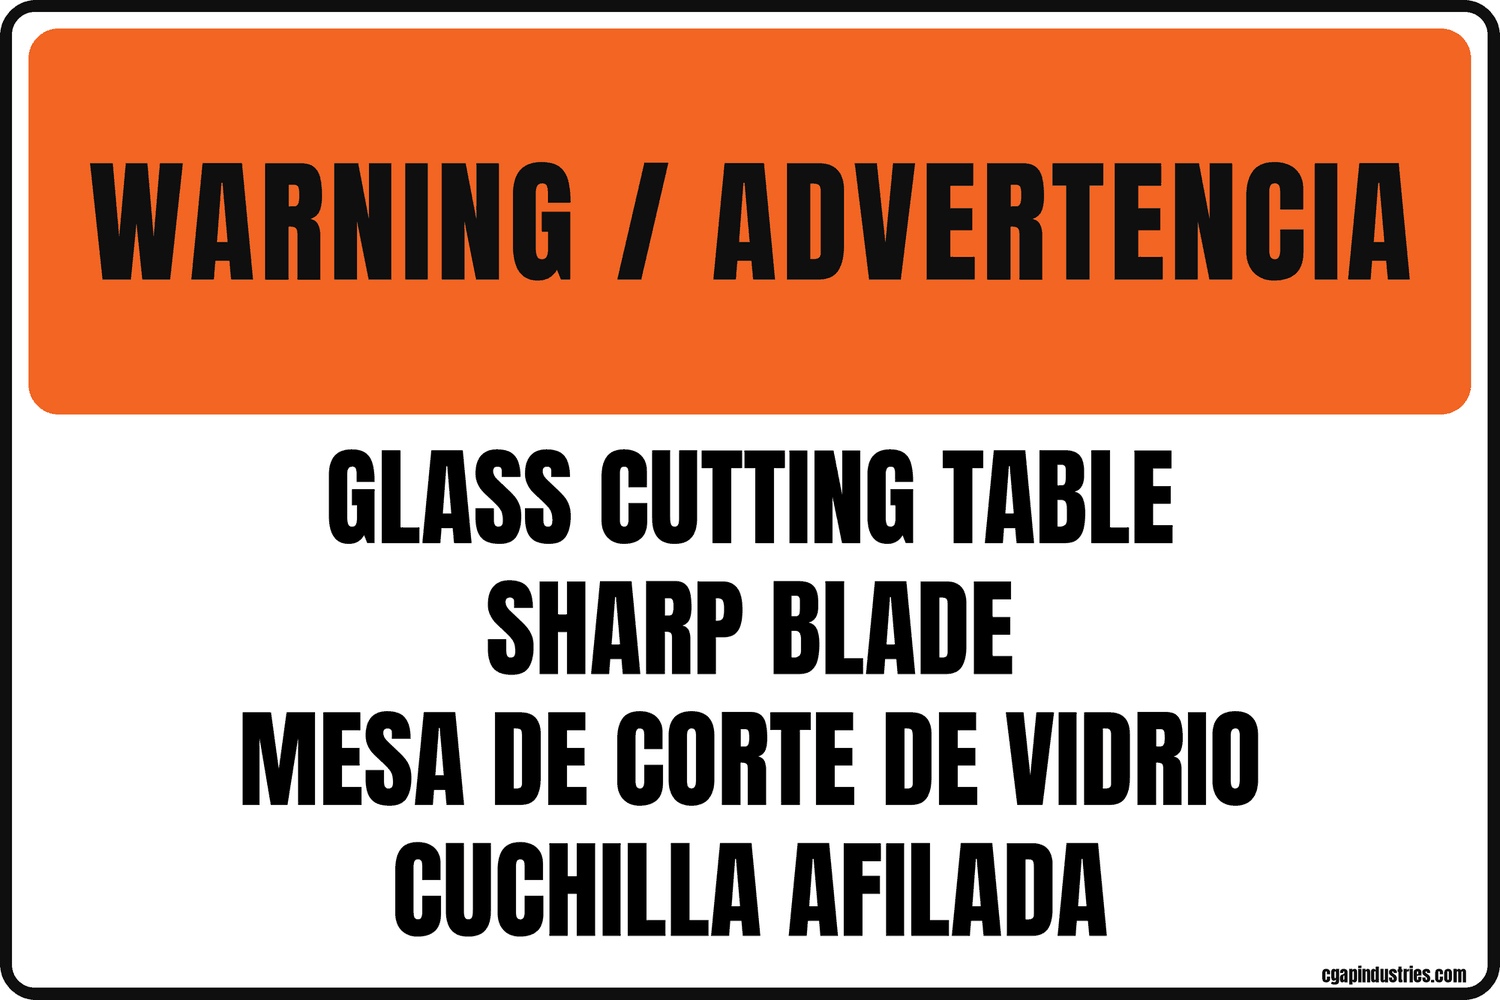 WARNING / ADVERTENCIA
GLASS CUTTING TABLE
SHARP BLADE
MESA DE CORTE DE VIDRIO
CUCHILLA AFILADA
cgapindustries.com